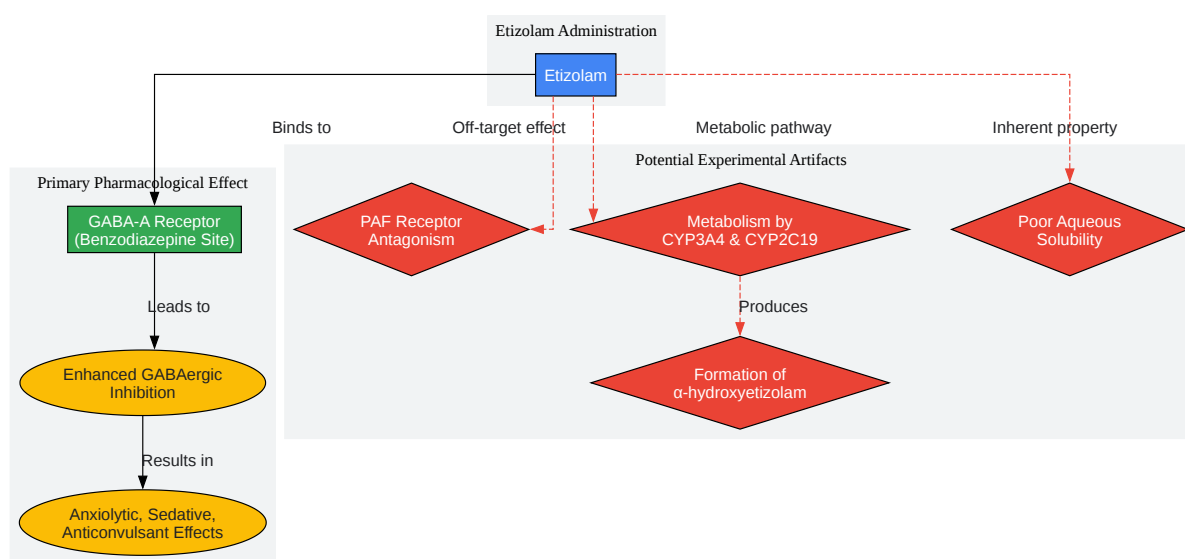 Etizolam Administration
Etizolam
Binds to
Off-target effect
Metabolic pathway
Inherent property
Potential Experimental Artifacts
Primary Pharmacological Effect
GABA-A Receptor
(Benzodiazepine Site)
PAF Receptor
Antagonism
Metabolism by
CYP3A4 & CYP2C19
Poor Aqueous
Solubility
Leads to
Produces
Enhanced GABAergic
Inhibition
Formation of
α-hydroxyetizolam
Results in
Anxiolytic, Sedative,
Anticonvulsant Effects